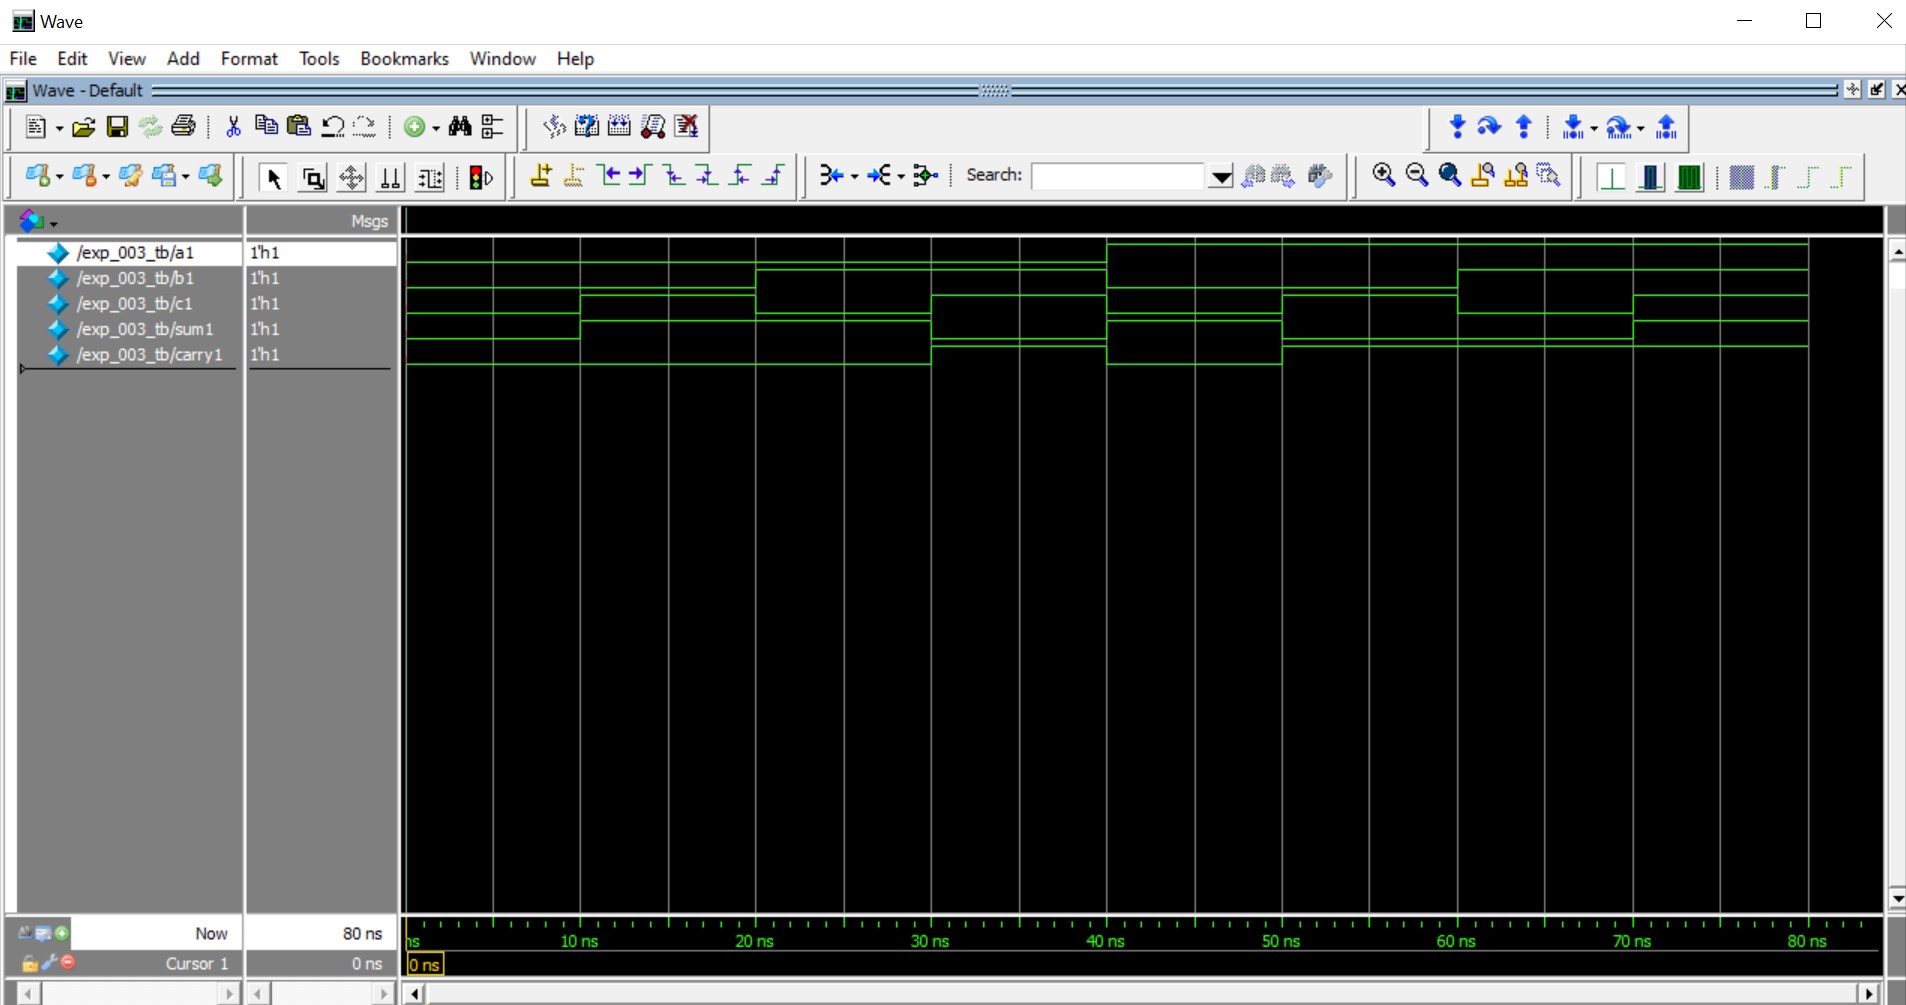 Wave
File Edit View Add Format Tools Bookmarks Window Help
Wave - Default
Search:
Msgs
/exp_003_tb/a1 1'h1
/exp_003_tb/b1 1'h1
/exp_003_tb/c1 1'h1
/exp_003_tb/sum1 1'h1
/exp_003_tb/carry1 1'h1
Now 80 ns
ns 10 ns 20 ns 30 ns 40 ns 50 ns 60 ns 70 ns 80 ns
Cursor 1 0 ns 0 ns